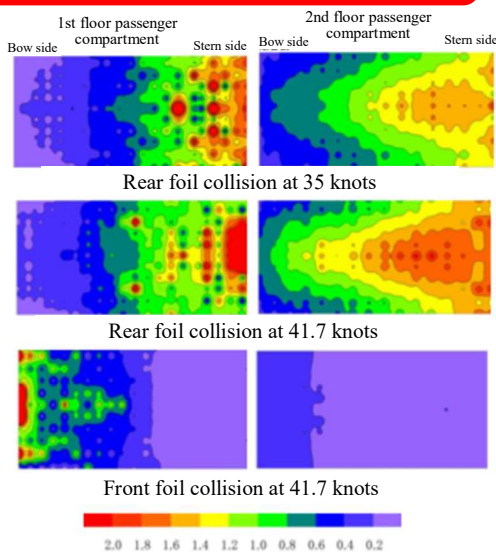 1st floor passenger
compartment
2nd floor passenger
compartment
Bow side
Stern side
Bow side
Stern side
Rear foil collision at 35 knots
Rear foil collision at 41.7 knots
Front foil collision at 41.7 knots
2.0 1.8 1.6 1.4 1.2 1.0 0.8 0.6 0.4 0.2